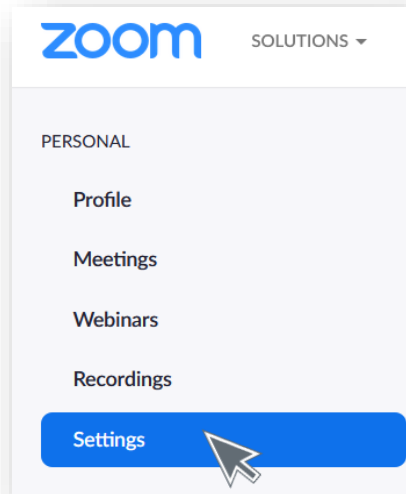 zoom SOLUTIONS
PERSONAL
Profile
Meetings
Webinars
Recordings
Settings